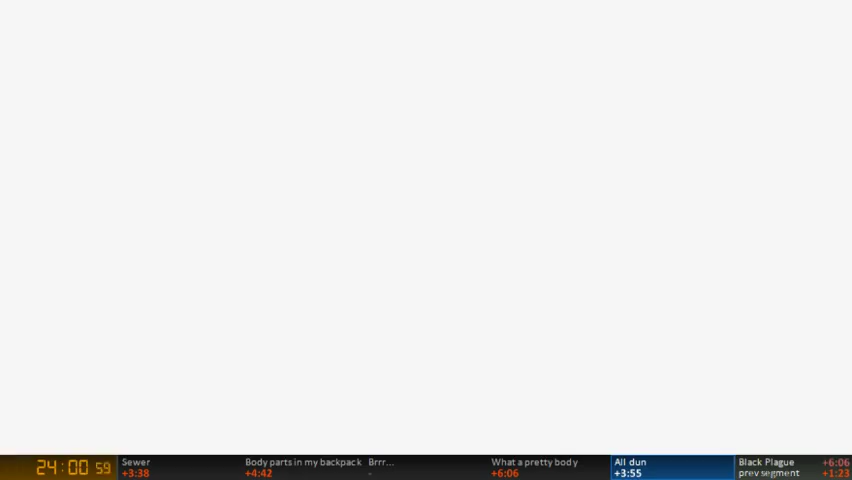 24:00 59
Sewer
+3:38
Body parts in my backpack
+4:42
Brrr...
-
What a pretty body
+6:06
All dun
+3:55
Black Plague +6:06
prev segment +1:23